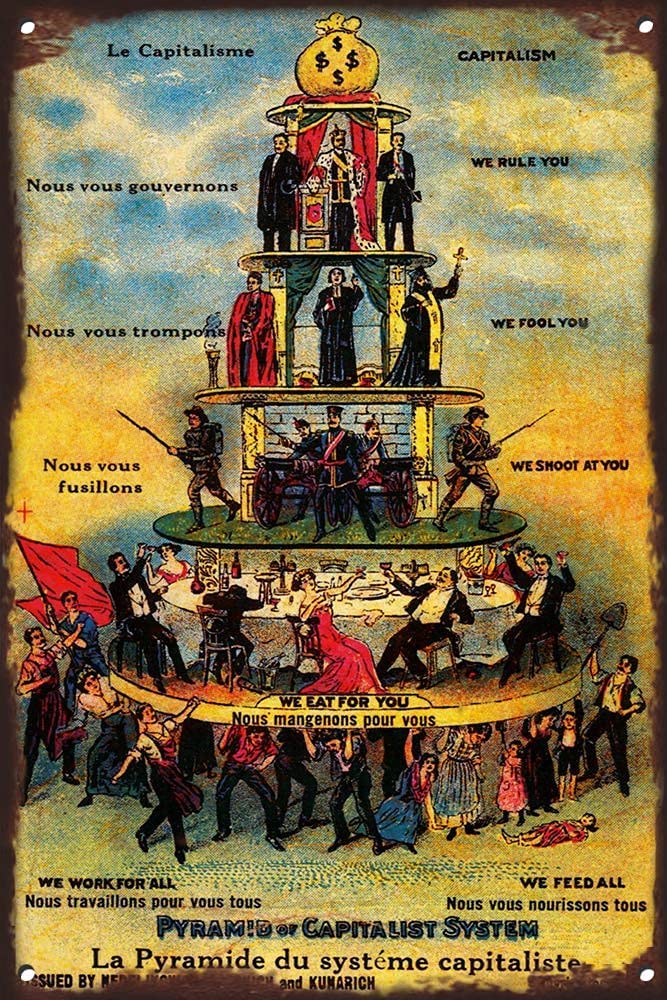 Le Capitalisme
CAPITALISM
$ $ $ $
WE RULE YOU
Nous vous gouvernons
Nous vous trompons
WE FOOL YOU
Nous vous
fusillons
WE SHOOT AT YOU
WE EAT FOR YOU
Nous mangenons pour vous
WE WORK FOR ALL
WE FEED ALL
Nous travaillons pour vous tous
Nous vous nourissons tous
PYRAMID OF CAPITALIST SYSTEM
La Pyramide du systéme capitaliste
SSUED BY and KUNARICH